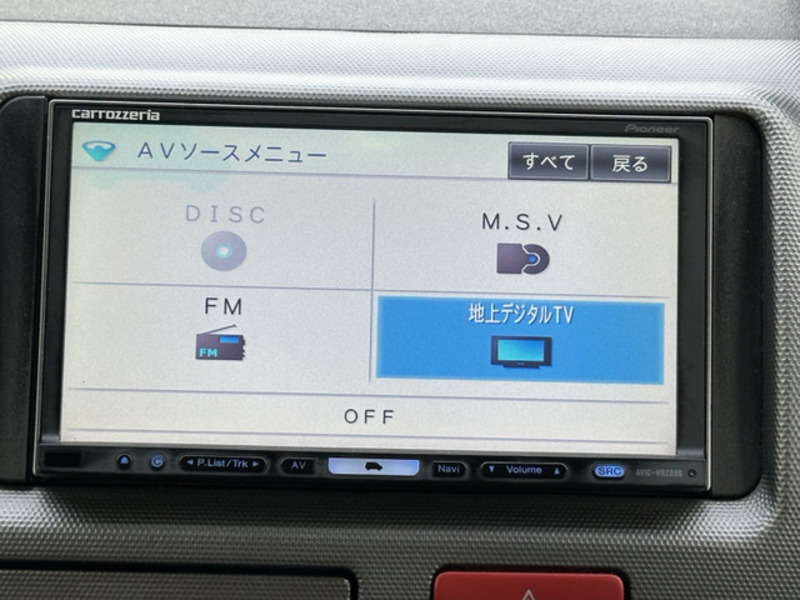 carrozzeria
Pioneer
AVソースメニュー
すべて 戻る
DISC
M.S.V
FM
FM
地上デジタルTV
OFF
P.List/Trk
AV
Navi
Volume
SRC